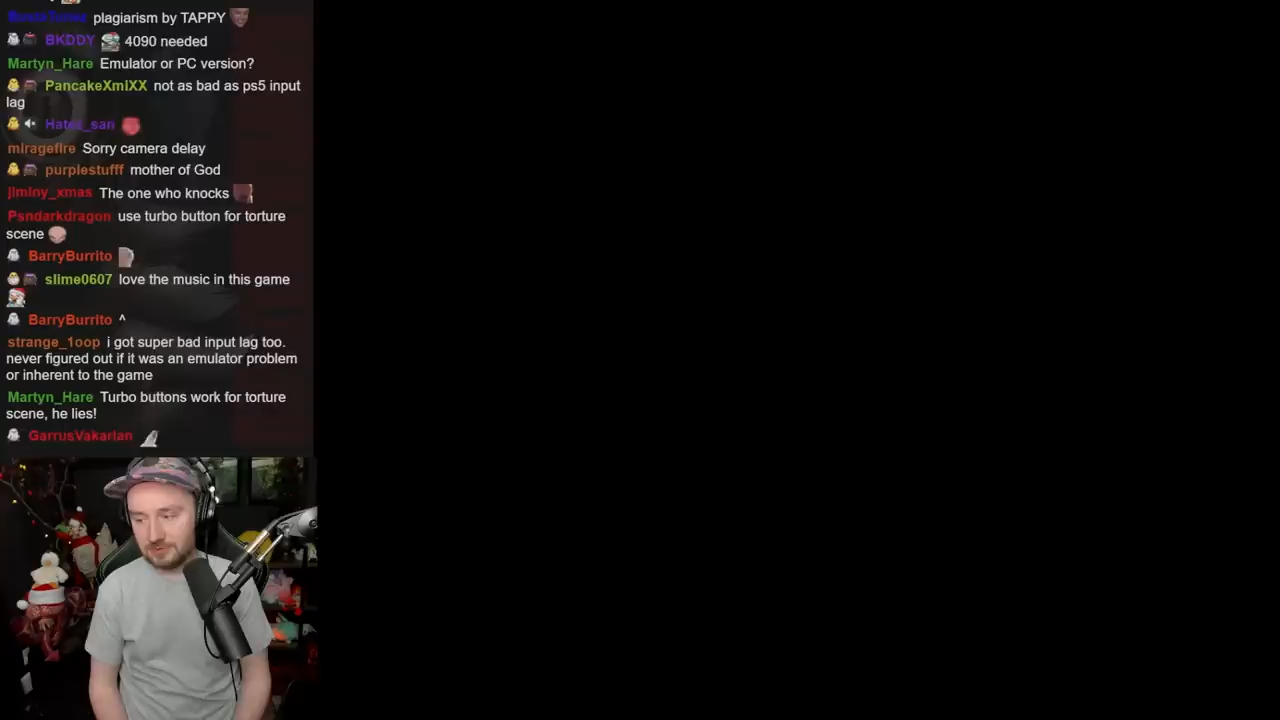 plagiarism by TAPPY
BKDDY 4090 needed
Martyn_Hare Emulator or PC version?
PancakeXmiXX not as bad as ps5 input
lag
miragefire Sorry camera delay
purplestufff mother of God
jiminy_xmas The one who knocks
Psndarkdragon use turbo button for torture
scene
BarryBurrito
slime0607 love the music in this game
BarryBurrito ^
strange_1oop i got super bad input lag too.
never figured out if it was an emulator problem
or inherent to the game
Martyn_Hare Turbo buttons work for torture
scene, he lies!
GarrusVakarian